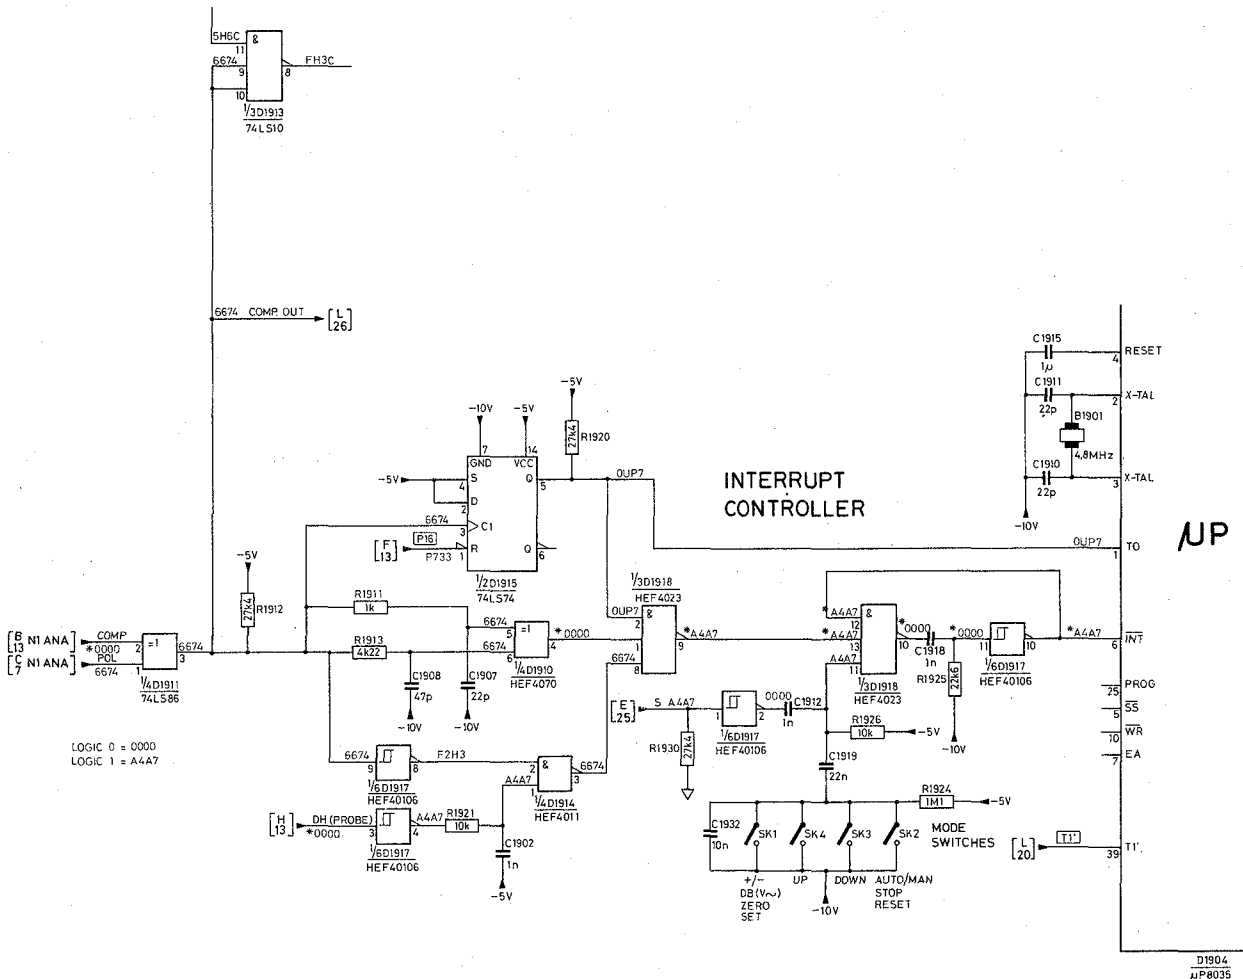 5H6C
11
&
6674
9
8
FH3C
10
1/3D1913
74LS10
6674 COMP. OUT
[L 26]
C1915
1µ
4
RESET
C1911
22p
2
X-TAL
B1901
4,8MHz
C1910
22p
3
X-TAL
-10V
-5V
-10V
-5V
27k4
R1920
7
14
GND
VCC
-5V
4
S
Q
5
0UP7
2
D
6674
3
C1
[F 13]
P16
P733
1
R
Q
6
1/2D1915
74LS74
INTERRUPT
CONTROLLER
0UP7
1
T0
µP
-5V
27k4
R1912
R1911
1k
R1913
4k22
[B 13] N1 ANA
COMP
*0000
2
[C 7] N1 ANA
POL
6674
1
=1
3
6674
1/4D1911
74LS86
6674
5
6674
6
=1
4
*0000
1/4D1910
HEF4070
C1908
47p
-10V
C1907
22p
-10V
1/3D1918
HEF4023
0UP7
2
&
1
6674
8
9
*A4A7
*A4A7
12
*A4A7
13
A4A7
11
&
10
*0000
C1918
1n
1/3D1918
HEF4023
*0000
11
10
*A4A7
6
INT
R1925
22k6
1/6D1917
HEF40106
-10V
25
PROG
5
SS
10
WR
7
EA
[E 25]
S A4A7
1
2
0000
C1912
1n
1/6D1917
HEF40106
R1930
27k4
R1926
10k
-5V
C1919
22n
LOGIC 0 = 0000
LOGIC 1 = A4A7
6674
9
8
F2H3
1/6D1917
HEF40106
2
A4A7
1
&
3
6674
1/4D1914
HEF4011
[H 13]
DH (PROBE)
*0000
3
4
A4A7
R1921
10k
1/6D1917
HEF40106
C1902
1n
-5V
R1924
1M1
-5V
C1932
10n
SK1
SK4
SK3
SK2
MODE
SWITCHES
+/-
DB(V~)
ZERO
SET
UP
DOWN
AUTO/MAN
STOP
RESET
-10V
[L 20]
T1'
39
T1'
D1904
µP8035